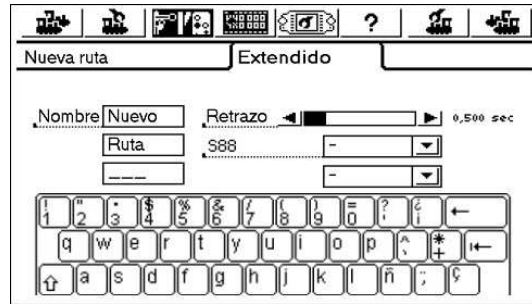 ?
Nueva ruta Extendido
Nombre Nuevo Retrazo 0,500 sec
Ruta S88 -
___ -
! 1 " 2 · 3 $ 4 % 5 & 6 / 7 ( 8 ) 9 = 0 ? ' ¿ ¡ ←
q w e r t y u i o p ^ ` * +
a s d f g h j k l ñ ; , ç